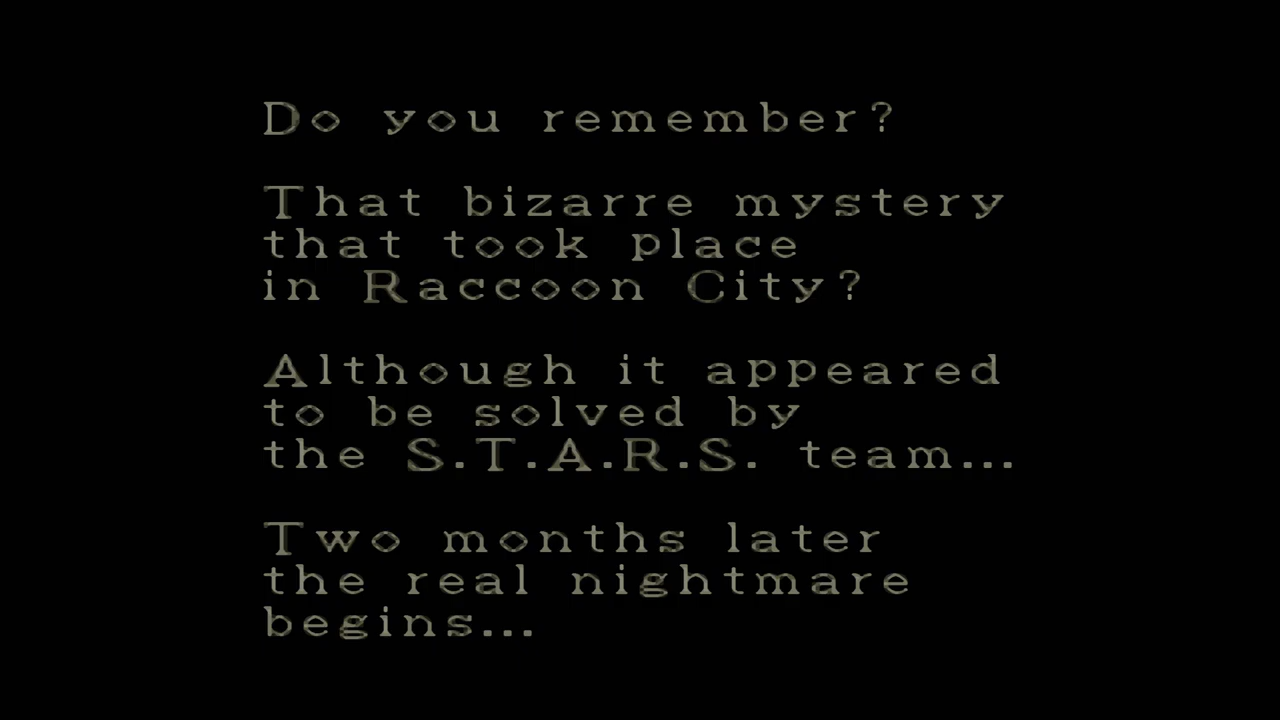 Do you remember?
That bizarre mystery
that took place
in Raccoon City?
Although it appeared
to be solved by
the S.T.A.R.S. team...
Two months later
the real nightmare
begins...